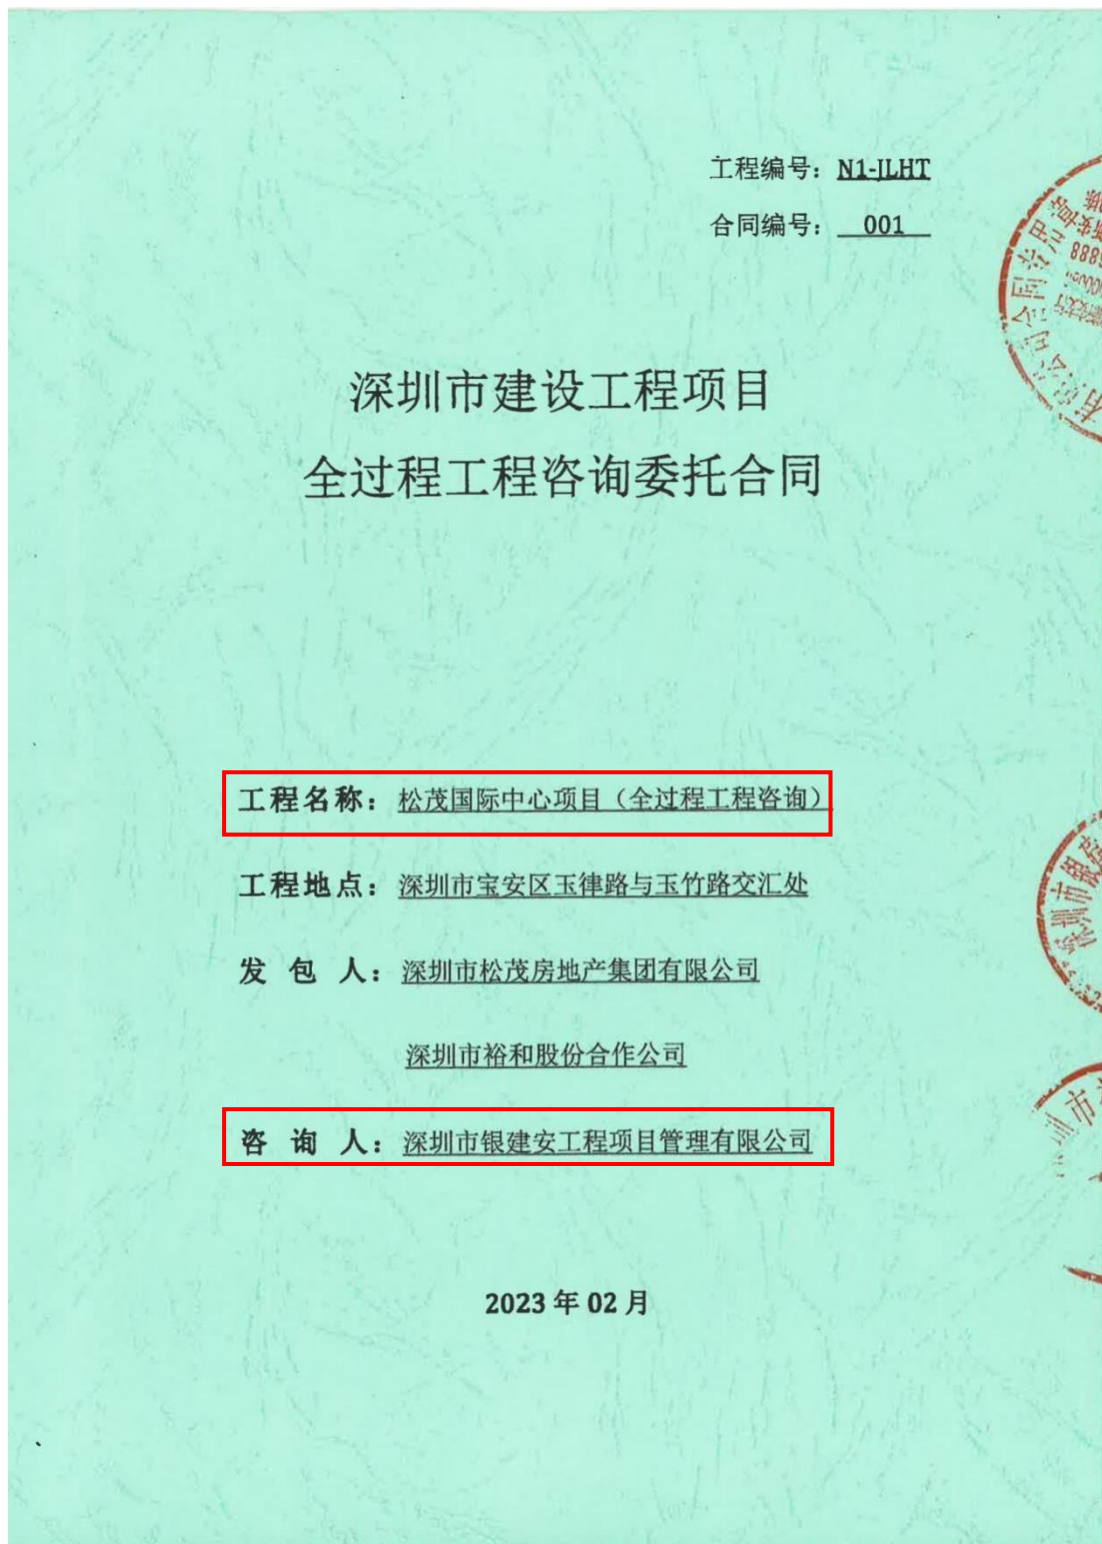 工程编号：N1-JLHT
合同编号：001
深圳市建设工程项目
全过程工程咨询委托合同
工程名称：松茂国际中心项目（全过程工程咨询）
工程地点：深圳市宝安区玉律路与玉竹路交汇处
发包人：深圳市松茂房地产集团有限公司
深圳市裕和股份合作公司
咨询人：深圳市银建安工程项目管理有限公司
2023年02月